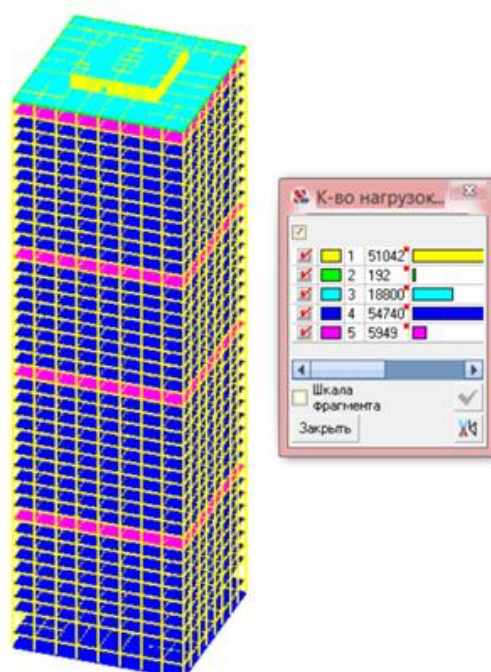 К-во нагрузок...
1 51042
2 192
3 18800
4 54740
5 5949
Шкала
фрагмента
Закрыть